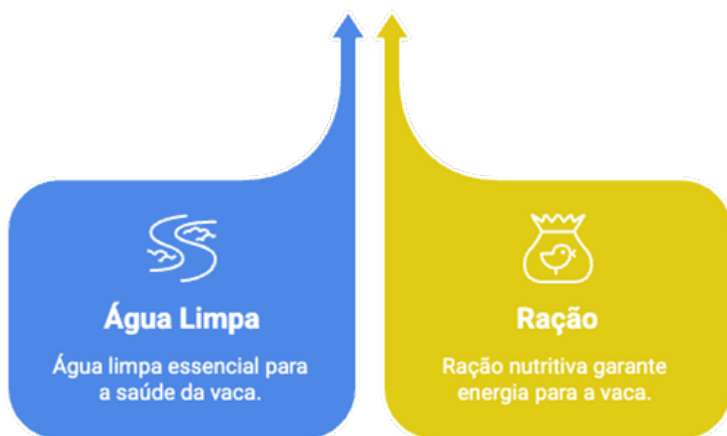 Água Limpa
Água limpa essencial para
a saúde da vaca.
Ração
Ração nutritiva garante
energia para a vaca.